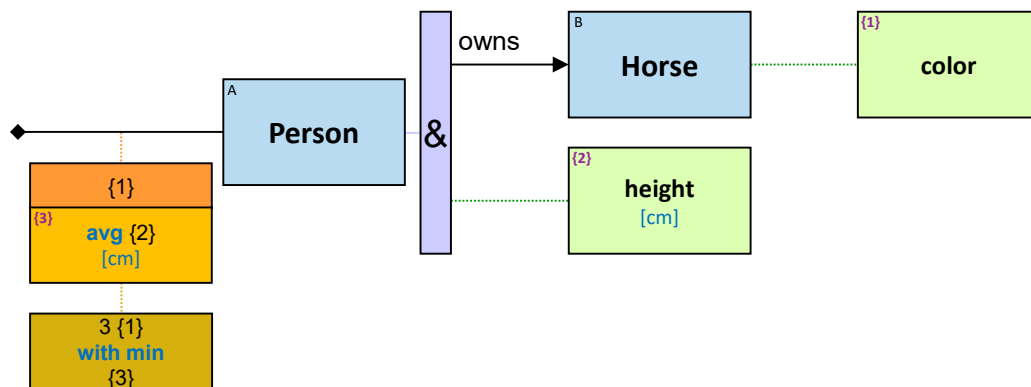 A
Person
&
owns
B
Horse
{1}
color
{2}
height
[cm]
{1}
{3}
avg {2}
[cm]
3 {1}
with min
{3}